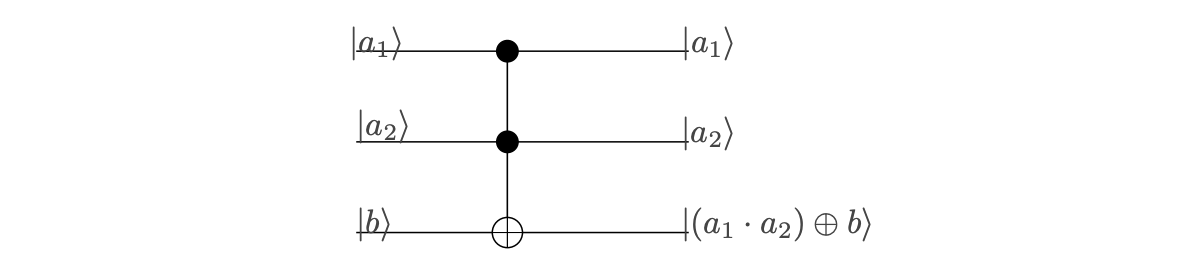 |a₁⟩ |a₁⟩
|a₂⟩ |a₂⟩
|b⟩ |(a₁ · a₂) ⊕ b⟩